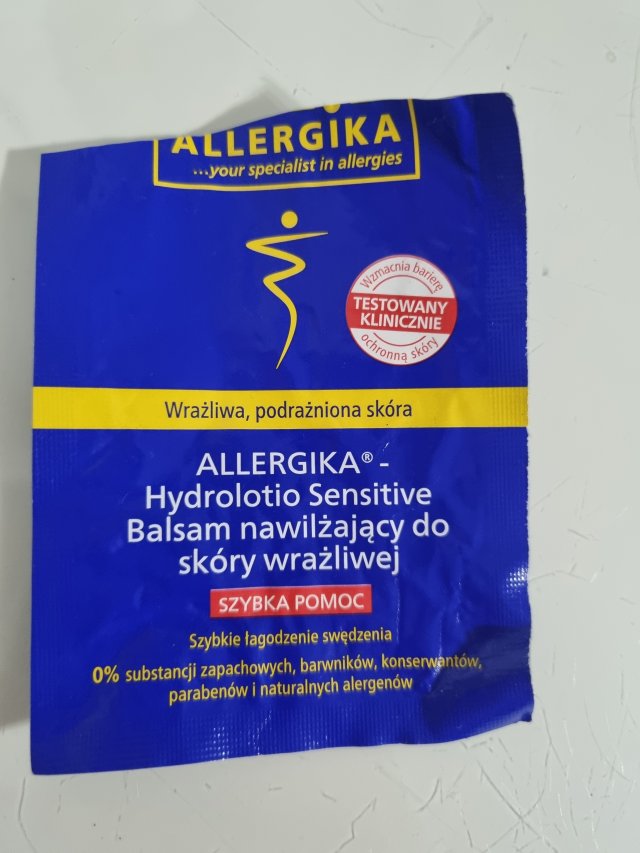 ALLERGIKA
...your specialist in allergies
Wzmacnia barierę
TESTOWANY
KLINICZNIE
ochronną skóry
Wrażliwa, podrażniona skóra
ALLERGIKA® -
Hydrolotio Sensitive
Balsam nawilżający do
skóry wrażliwej
SZYBKA POMOC
Szybkie łagodzenie swędzenia
0% substancji zapachowych, barwników, konserwantów,
parabenów i naturalnych alergenów